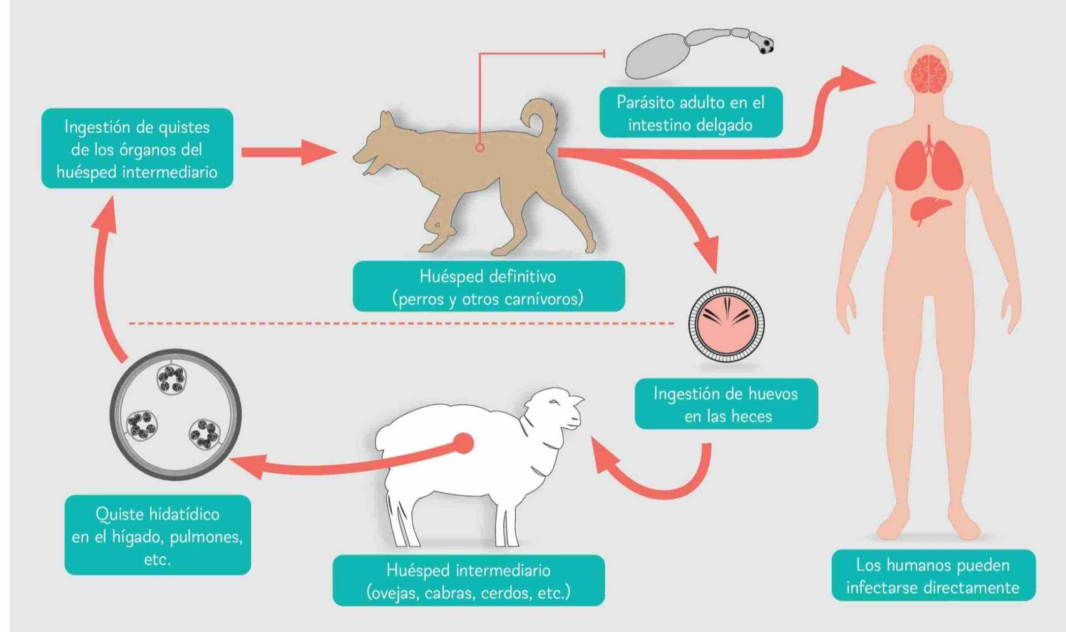 Parásito adulto en el
intestino delgado
Ingestión de quistes
de los órganos del
huésped intermediario
Huésped definitivo
(perros y otros carnívoros)
Ingestión de huevos
en las heces
Quiste hidatídico
en el hígado, pulmones,
etc.
Huésped intermediario
(ovejas, cabras, cerdos, etc.)
Los humanos pueden
infectarse directamente